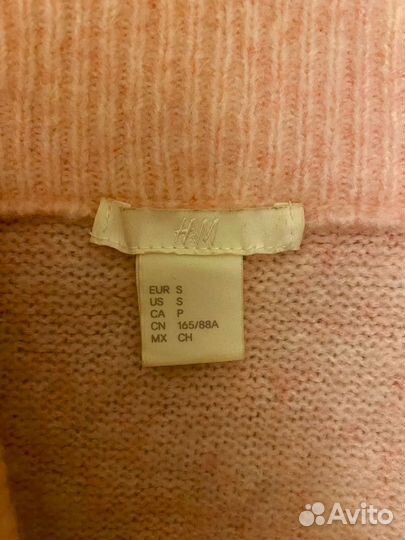 H&M
EUR S
US S
CA P
CN 165/88A
MX CH
Avito